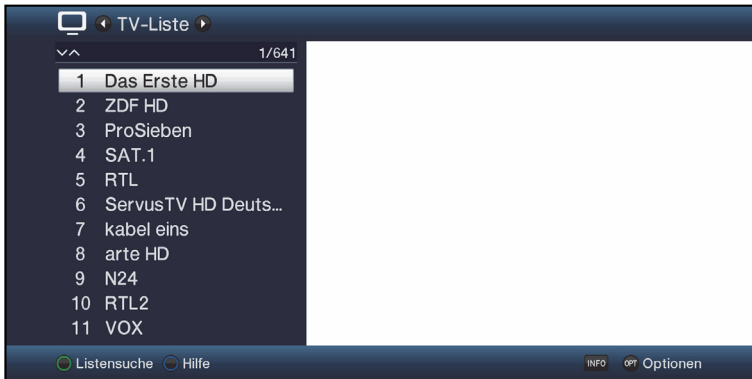 TV-Liste
1/641
1 Das Erste HD
2 ZDF HD
3 ProSieben
4 SAT.1
5 RTL
6 ServusTV HD Deuts...
7 kabel eins
8 arte HD
9 N24
10 RTL2
11 VOX
Listensuche Hilfe INFO OPT Optionen